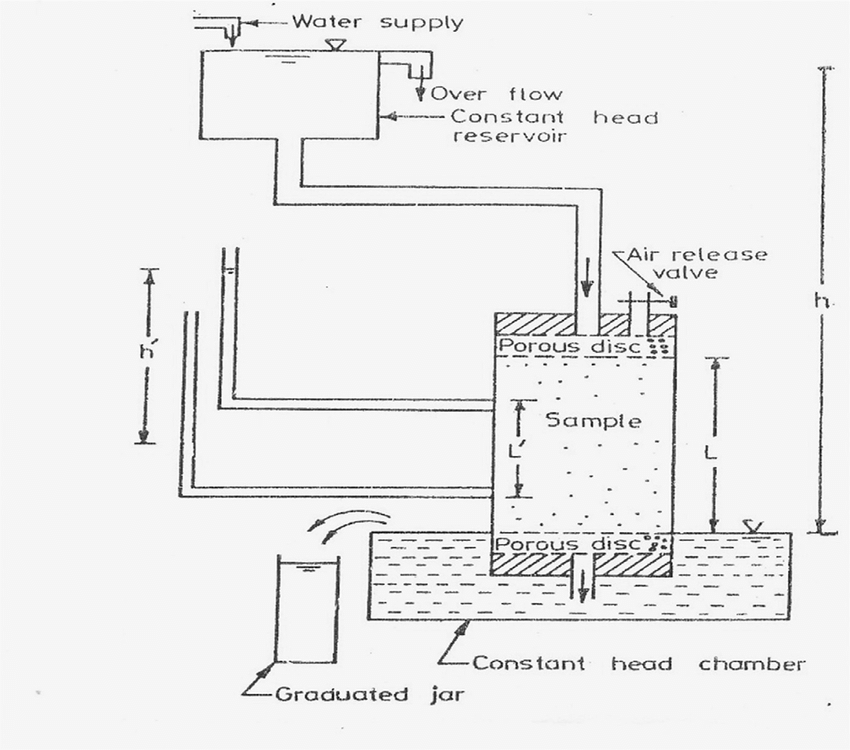 Water supply
Over flow
Constant head
reservoir
Air release
valve
h
h'
Porous disc
Sample
L'
L
Porous disc
Constant head chamber
Graduated jar